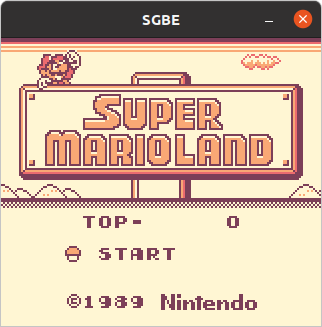 SGBE
SUPER
MARIOLAND
TOP- 0
START
©1989 Nintendo